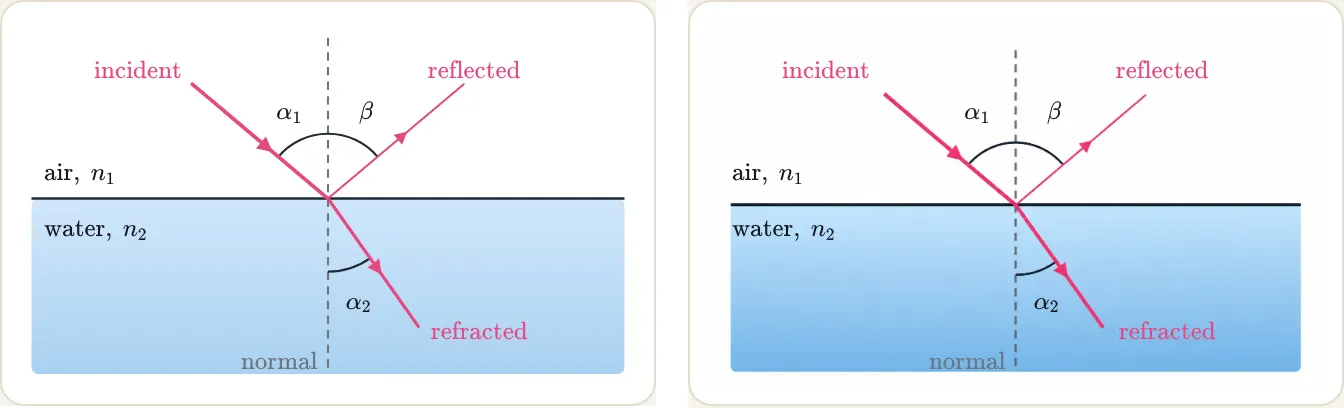 incident
reflected
α₁
β
air, n₁
water, n₂
α₂
refracted
normal
incident
reflected
α₁
β
air, n₁
water, n₂
α₂
refracted
normal